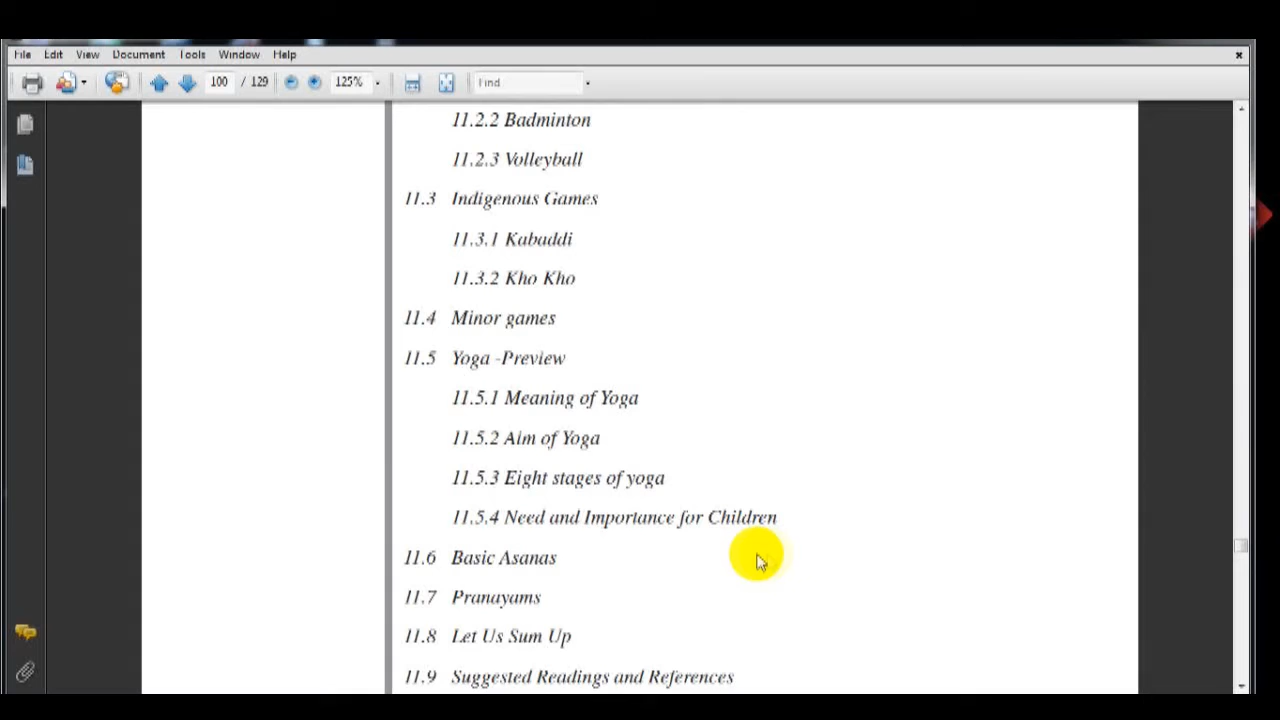 File Edit View Document Tools Window Help
100 / 129 125% Find
11.2.2 Badminton
11.2.3 Volleyball
11.3 Indigenous Games
11.3.1 Kabaddi
11.3.2 Kho Kho
11.4 Minor games
11.5 Yoga -Preview
11.5.1 Meaning of Yoga
11.5.2 Aim of Yoga
11.5.3 Eight stages of yoga
11.5.4 Need and Importance for Children
11.6 Basic Asanas
11.7 Pranayams
11.8 Let Us Sum Up
11.9 Suggested Readings and References